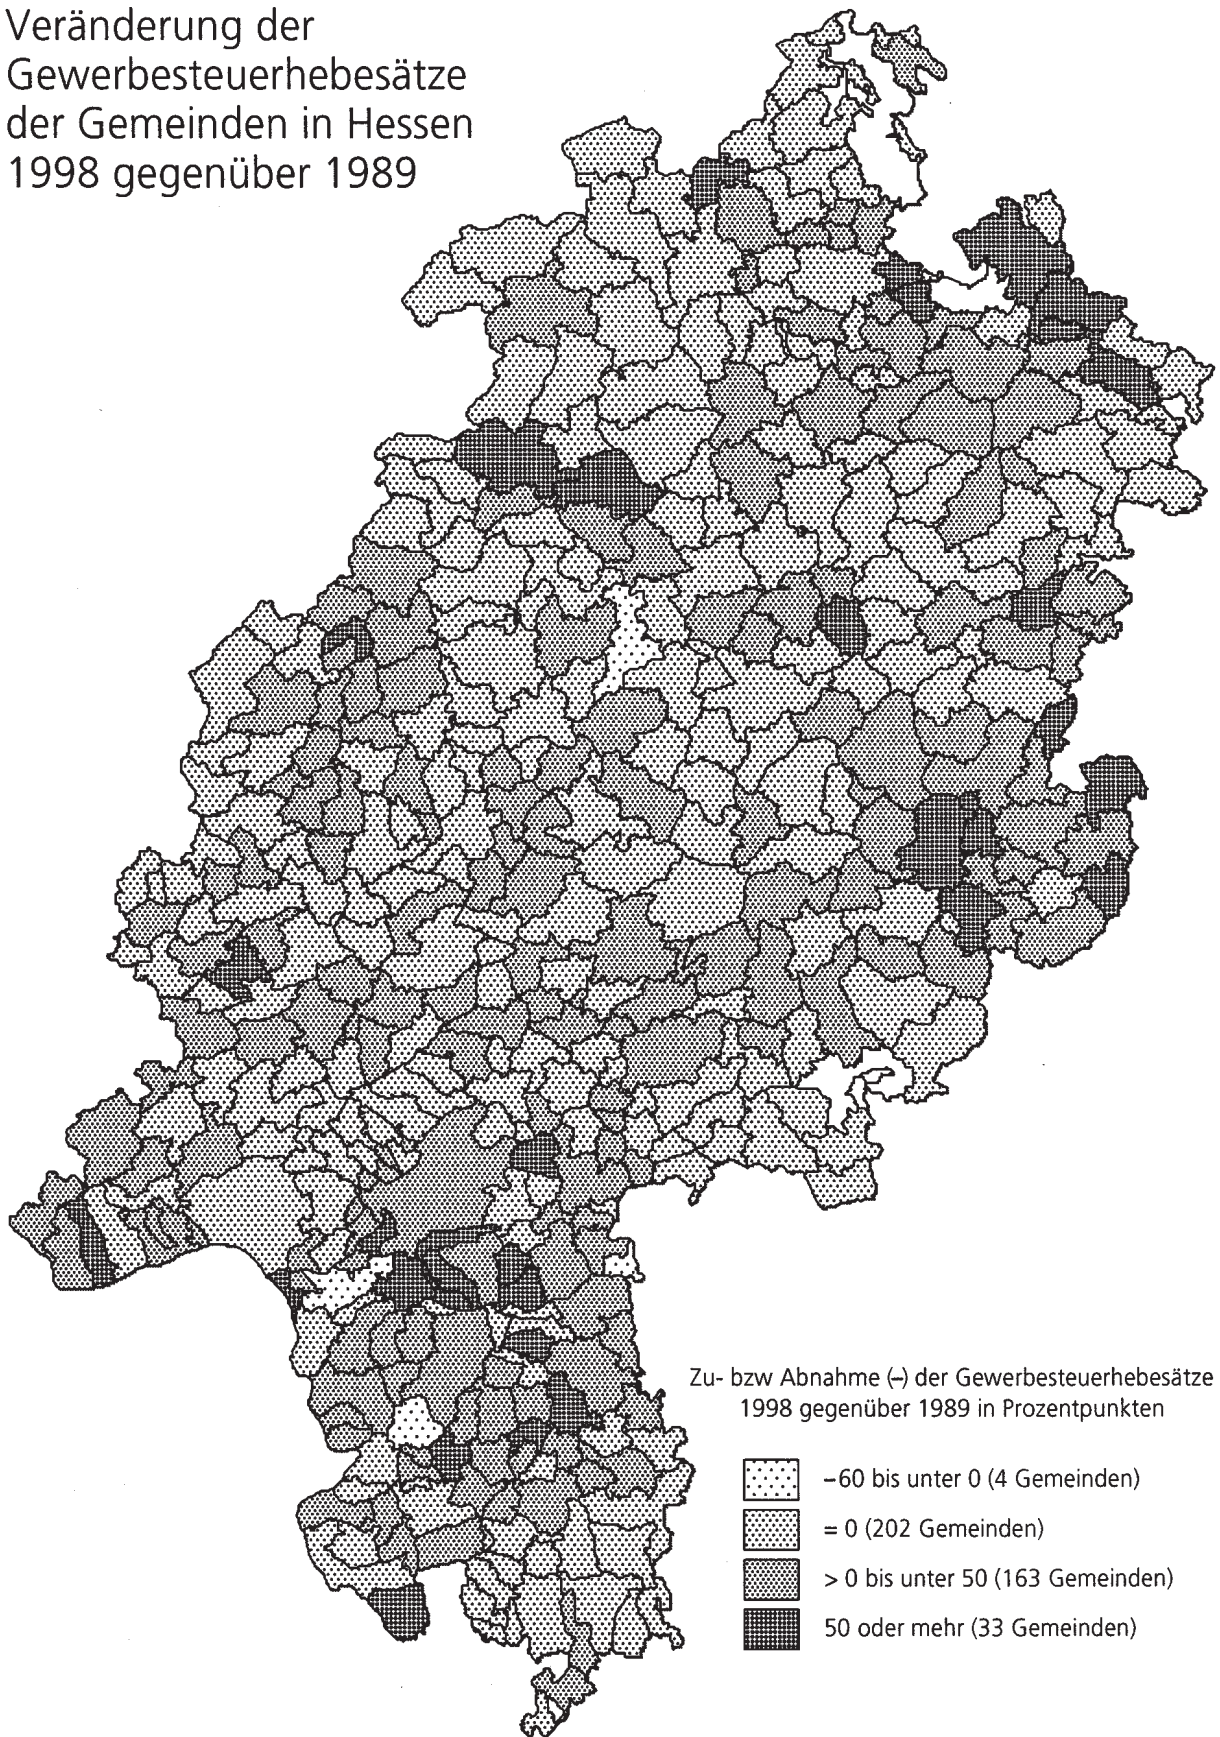 Veränderung der
Gewerbesteuerhebesätze
der Gemeinden in Hessen
1998 gegenüber 1989
Zu- bzw Abnahme (–) der Gewerbesteuerhebesätze
1998 gegenüber 1989 in Prozentpunkten
–60 bis unter 0 (4 Gemeinden)
= 0 (202 Gemeinden)
> 0 bis unter 50 (163 Gemeinden)
50 oder mehr (33 Gemeinden)